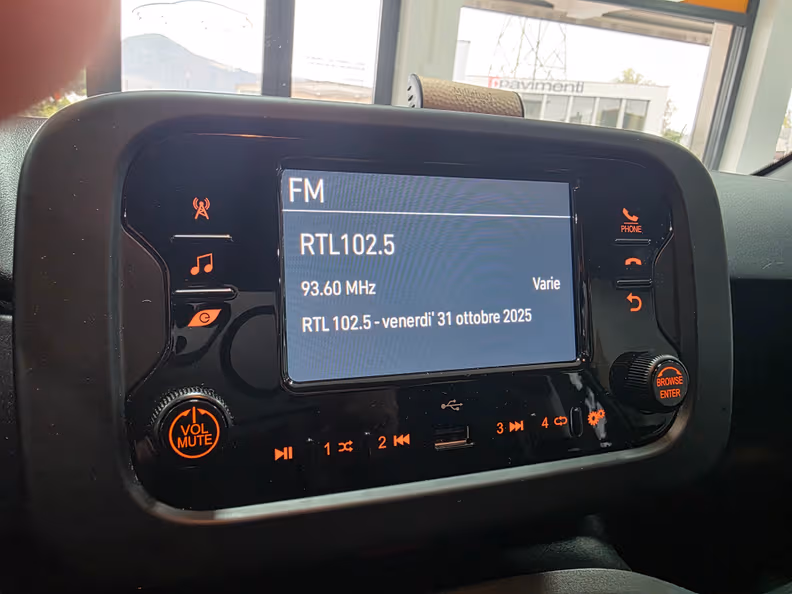 pavimenti
FM
RTL102.5
93.60 MHz
Varie
RTL 102.5 - venerdi' 31 ottobre 2025
PHONE
BROWSE
ENTER
VOL
MUTE
1
2
3
4